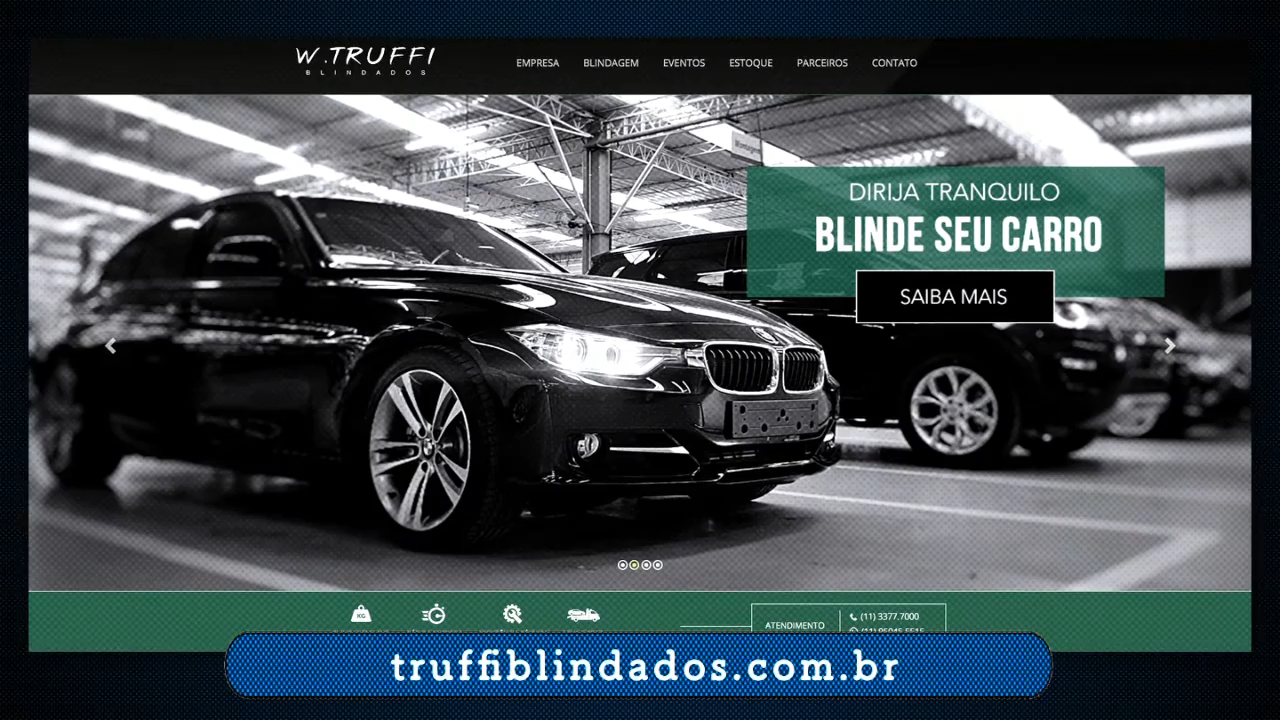 W.TRUFFI
BLINDADOS
EMPRESA BLINDAGEM EVENTOS ESTOQUE PARCEIROS CONTATO
DIRIJA TRANQUILO
BLINDE SEU CARRO
SAIBA MAIS
KG
ATENDIMENTO
(11) 3377.7000
truffiblindados.com.br